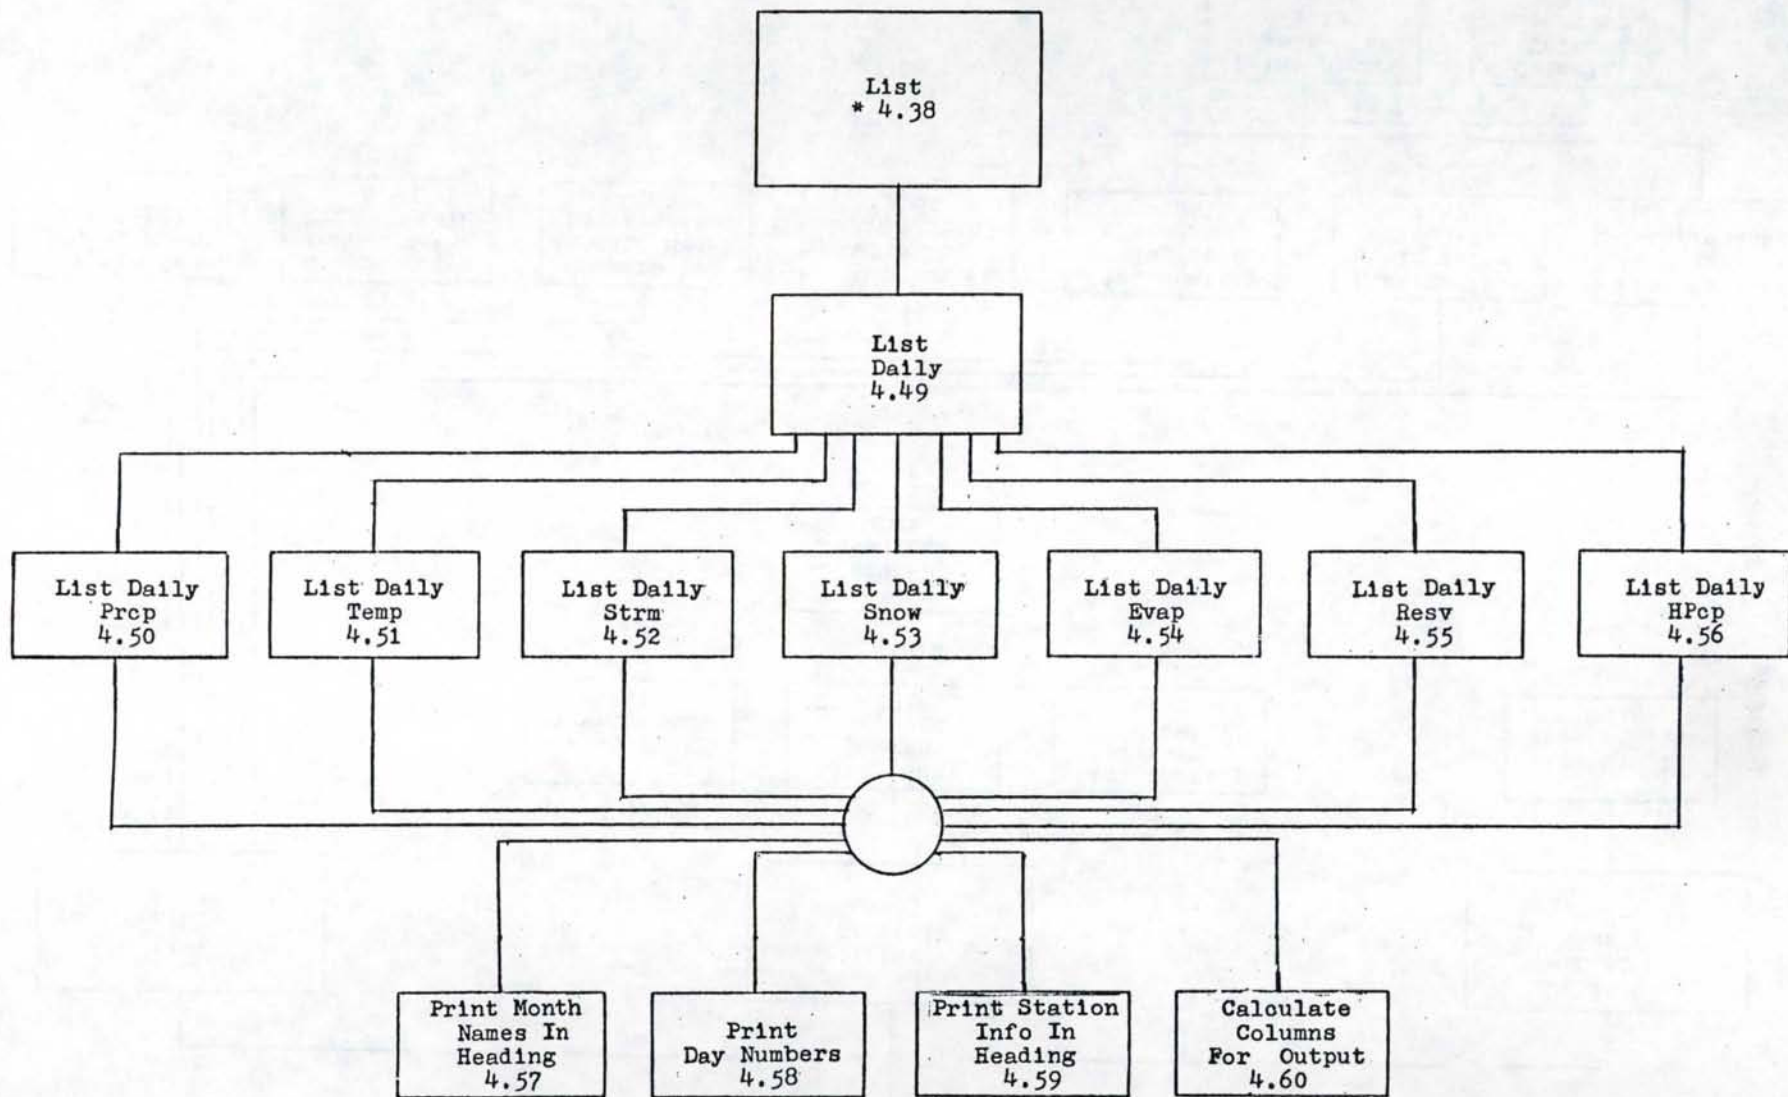 List
* 4.38
List
Daily
4.49
List Daily
Prcp
4.50
List Daily
Temp
4.51
List Daily
Strm
4.52
List Daily
Snow
4.53
List Daily
Evap
4.54
List Daily
Resv
4.55
List Daily
HPcp
4.56
Print Month
Names In
Heading
4.57
Print
Day Numbers
4.58
Print Station
Info In
Heading
4.59
Calculate
Columns
For Output
4.60